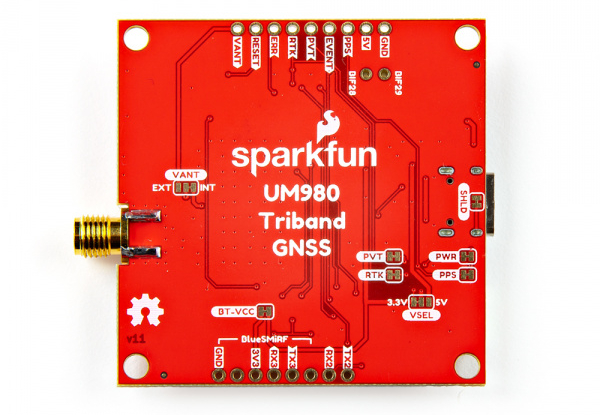 VANT RESET ERR RTK PVT EVENT PPS 5V GND
DIF28 DIF29
sparkfun
VANT
EXT INT
UM980
Triband
GNSS
SHLD
PVT PWR
RTK PPS
3.3V 5V
VSEL
BT-VCC
BlueSMiRF
v11
GND 3V3 RX3 TX3 RX2 TX2